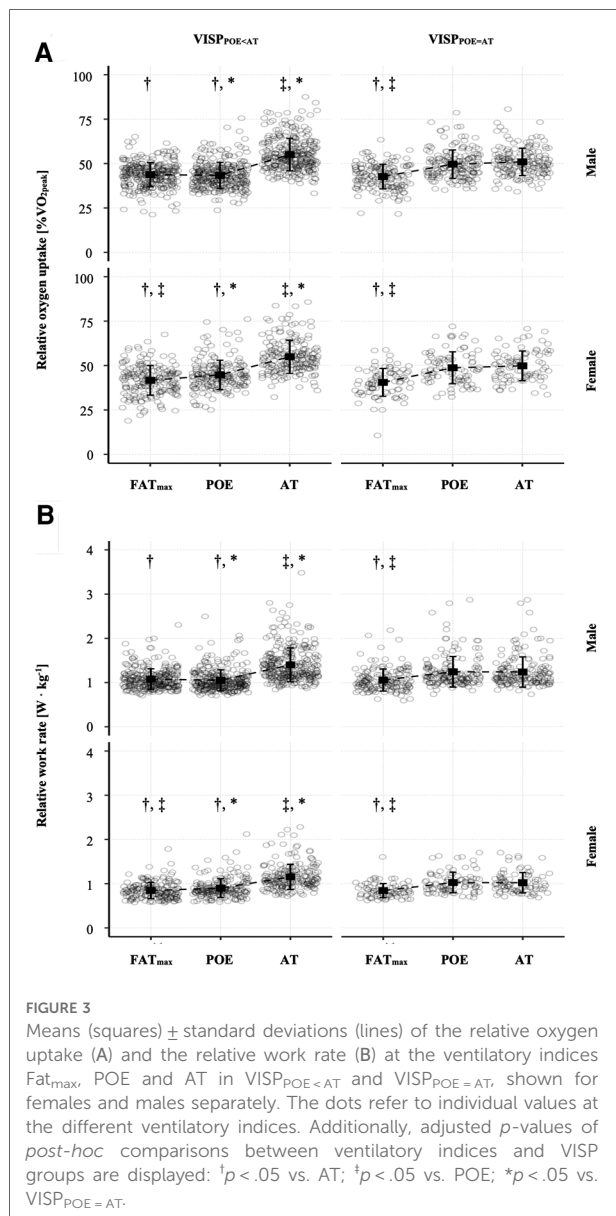 VISP_POE<AT VISP_POE=AT
A
†
†, *
‡, *
†, ‡
100
75
50
25
0
Male
Relative oxygen uptake [%VO2peak]
†, ‡
†, *
‡, *
†, ‡
100
75
50
25
0
Female
FATmax POE AT FATmax POE AT
B
†
†, *
‡, *
†, ‡
4
3
2
1
0
Male
Relative work rate [W · kg⁻¹]
†, ‡
†, *
‡, *
†, ‡
4
3
2
1
0
Female
FATmax POE AT FATmax POE AT
FIGURE 3
Means (squares) ± standard deviations (lines) of the relative oxygen
uptake (A) and the relative work rate (B) at the ventilatory indices
Fatmax, POE and AT in VISP_POE < AT and VISP_POE = AT, shown for
females and males separately. The dots refer to individual values at
the different ventilatory indices. Additionally, adjusted p-values of
post-hoc comparisons between ventilatory indices and VISP
groups are displayed: †p < .05 vs. AT; ‡p < .05 vs. POE; *p < .05 vs.
VISP_POE = AT.